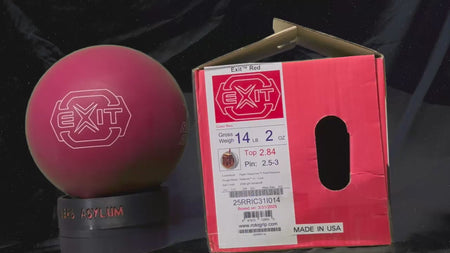 EXIT
ASYLUM
Exit™ Red
EXIT
Gross
Weigh 14 LB 2 OZ
Top 2.84
Pin: 2.5-3
25RRIC31I014
www.rotogrip.com
MADE IN USA